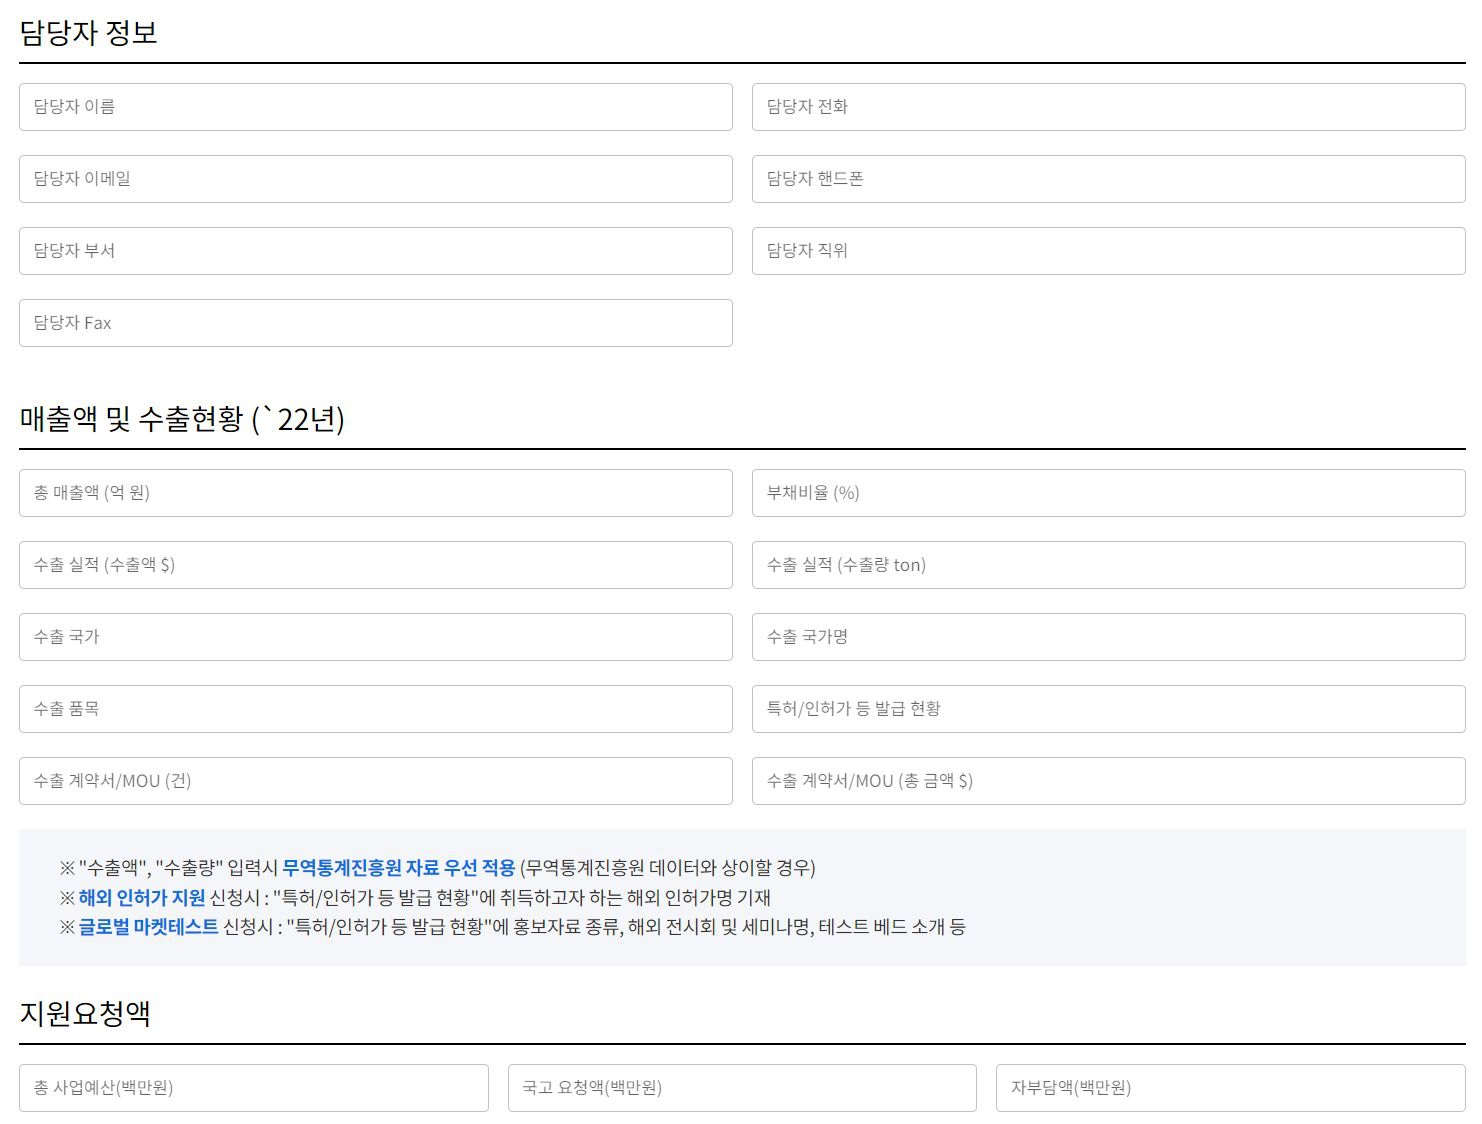 담당자 정보
담당자 이름
담당자 전화
담당자 이메일
담당자 핸드폰
담당자 부서
담당자 직위
담당자 Fax
매출액 및 수출현황 (`22년)
총 매출액 (억 원)
부채비율 (%)
수출 실적 (수출액 $)
수출 실적 (수출량 ton)
수출 국가
수출 국가명
수출 품목
특허/인허가 등 발급 현황
수출 계약서/MOU (건)
수출 계약서/MOU (총 금액 $)
※ "수출액", "수출량" 입력시 무역통계진흥원 자료 우선 적용 (무역통계진흥원 데이터와 상이할 경우)
※ 해외 인허가 지원 신청시 : "특허/인허가 등 발급 현황"에 취득하고자 하는 해외 인허가명 기재
※ 글로벌 마켓테스트 신청시 : "특허/인허가 등 발급 현황"에 홍보자료 종류, 해외 전시회 및 세미나명, 테스트 베드 소개 등
지원요청액
총 사업예산(백만원)
국고 요청액(백만원)
자부담액(백만원)